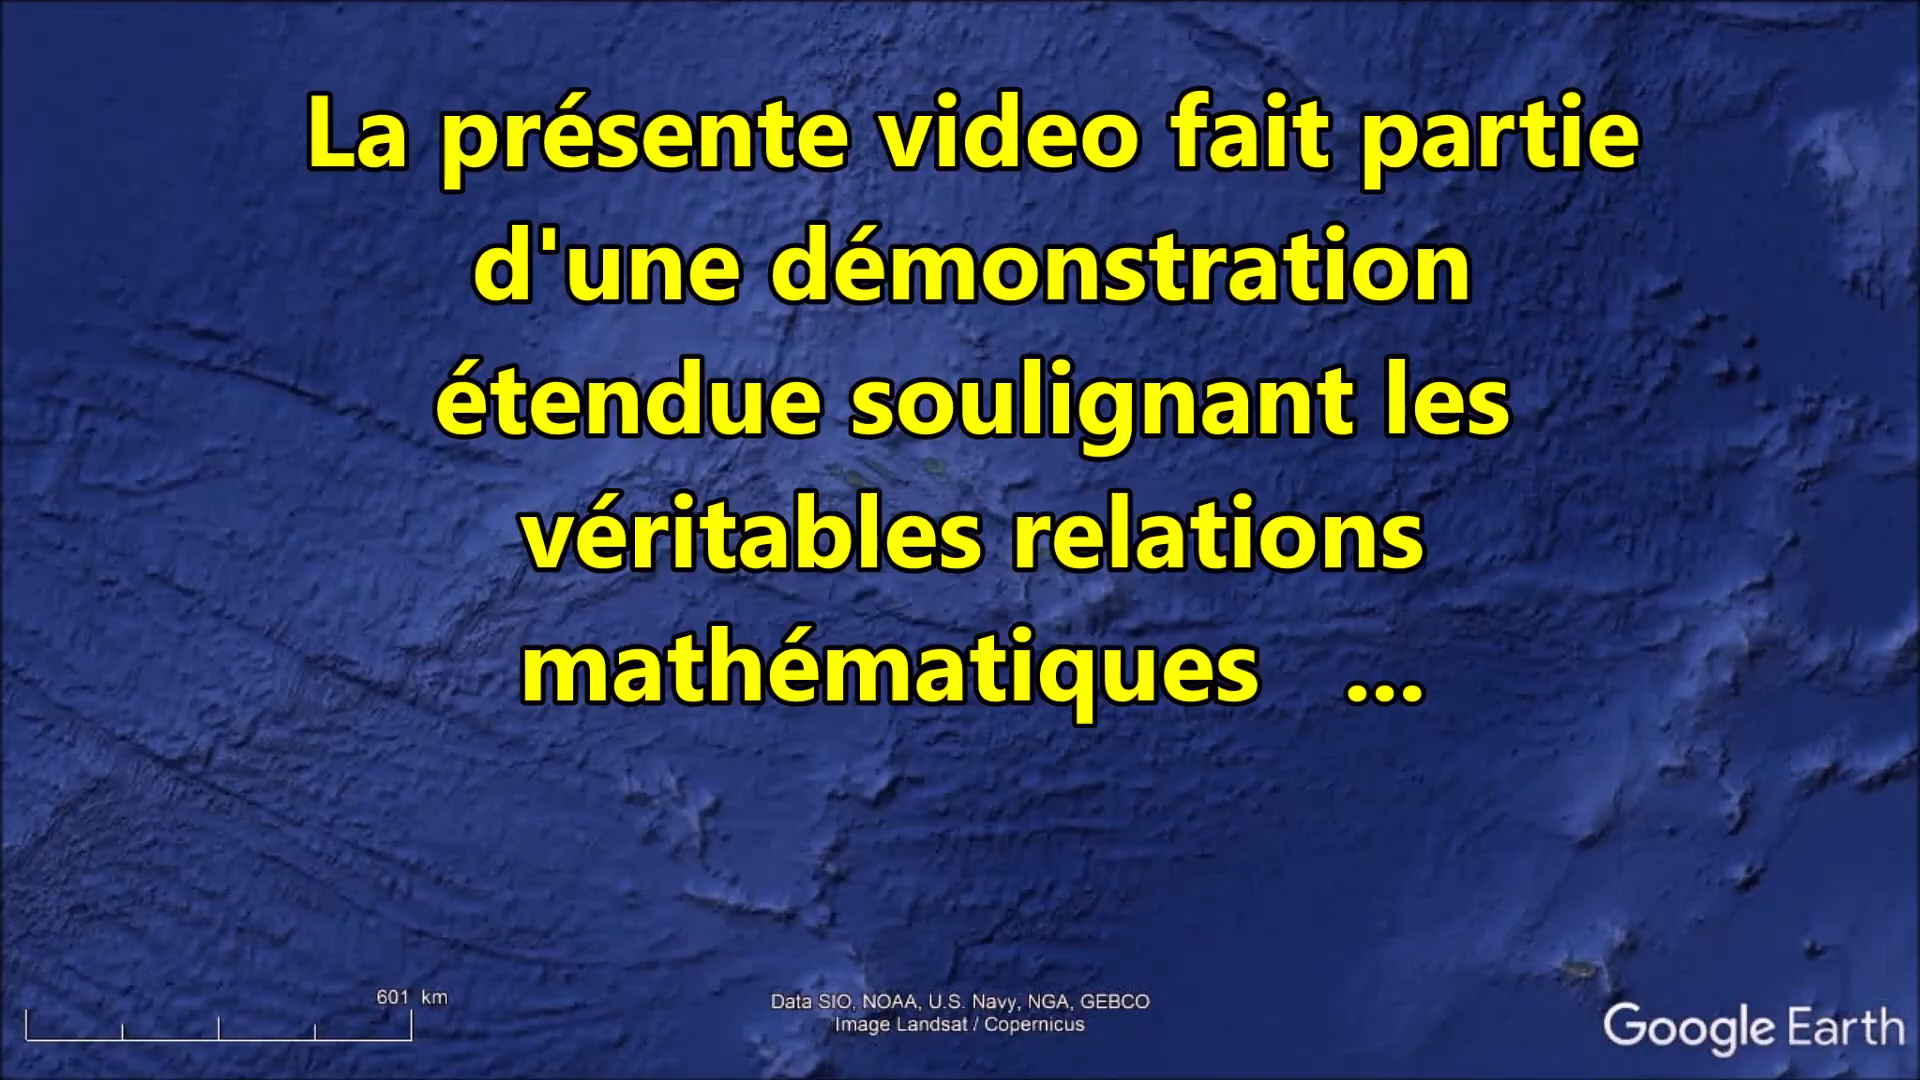 La présente video fait partie
d'une démonstration
étendue soulignant les
véritables relations
mathématiques ...
601 km
Data SIO, NOAA, U.S. Navy, NGA, GEBCO
Image Landsat / Copernicus
Google Earth